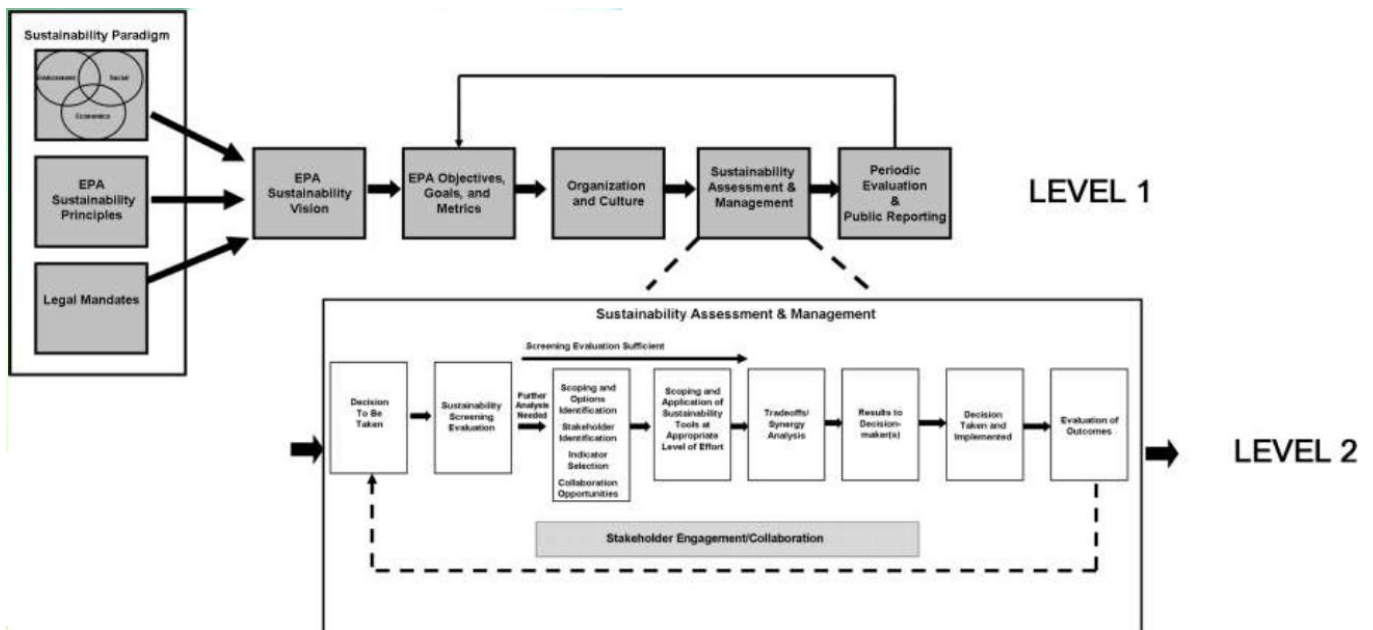 Sustainability Paradigm
Environment
Social
Economics
EPA
Sustainability
Principles
Legal Mandates
EPA
Sustainability
Vision
EPA Objectives,
Goals, and
Metrics
Organization
and Culture
Sustainability
Assessment &
Management
Periodic
Evaluation
&
Public Reporting
LEVEL 1
Sustainability Assessment & Management
Screening Evaluation Sufficient
Decision
To Be
Taken
Sustainability
Screening
Evaluation
Further
Analysis
Needed
Scoping and
Options
Identification
Stakeholder
Identification
Indicator
Selection
Collaboration
Opportunities
Scoping and
Application of
Sustainability
Tools at
Appropriate
Level of Effort
Tradeoffs/
Synergy
Analysis
Results to
Decision-
maker(s)
Decision
Taken and
Implemented
Evaluation of
Outcomes
LEVEL 2
Stakeholder Engagement/Collaboration